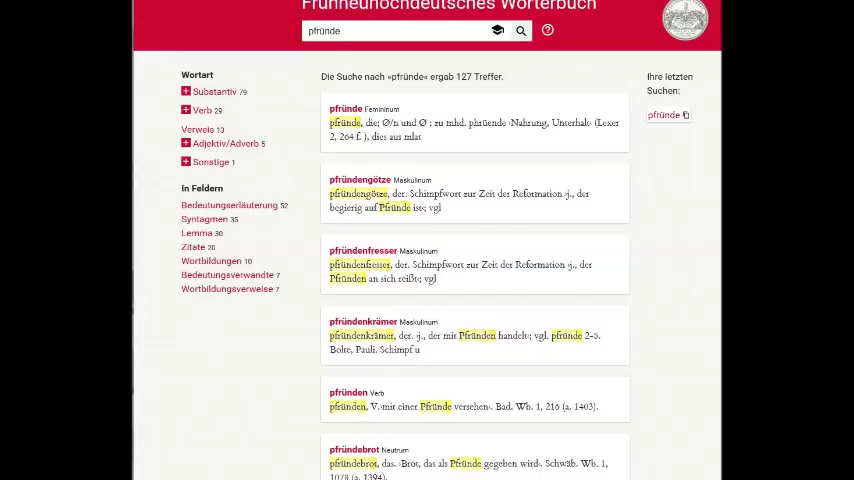 Frühneuhochdeutsches Wörterbuch
pfründe
Wortart
Substantiv 79
Verb 29
Verweis 13
Adjektiv/Adverb 5
Sonstige 1
In Feldern
Bedeutungserläuterung 52
Syntagmen 35
Lemma 30
Zitate 20
Wortbildungen 10
Bedeutungsverwandte 7
Wortbildungsverweise 7
Die Suche nach »pfründe« ergab 127 Treffer.
pfründe Femininum
pfründe, die; Ø/n und Ø ; zu mhd. phrüende ›Nahrung, Unterhalt‹ (Lexer
2, 264 f. ), dies aus mlat
pfründengötze Maskulinum
pfründengötze, der. Schimpfwort zur Zeit der Reformation ›j., der
begierig auf Pfründe ist‹; vgl
pfründenfresser Maskulinum
pfründenfresser, der. Schimpfwort zur Zeit der Reformation ›j., der
Pfründen an sich reißt‹; vgl
pfründenkrämer Maskulinum
pfründenkrämer, der. ›j., der mit Pfründen handelt‹; vgl. pfründe 2-5.
Bolte, Pauli. Schimpf u
pfründen Verb
pfründen, V.›mit einer Pfründe versehen‹. Bad. Wb. 1, 216 (a. 1403).
pfründebrot Neutrum
pfründebrot, das. ›Brot, das als Pfründe gegeben wird‹. Schwäb. Wb. 1,
1078 (a. 1394).
Ihre letzten
Suchen:
pfründe